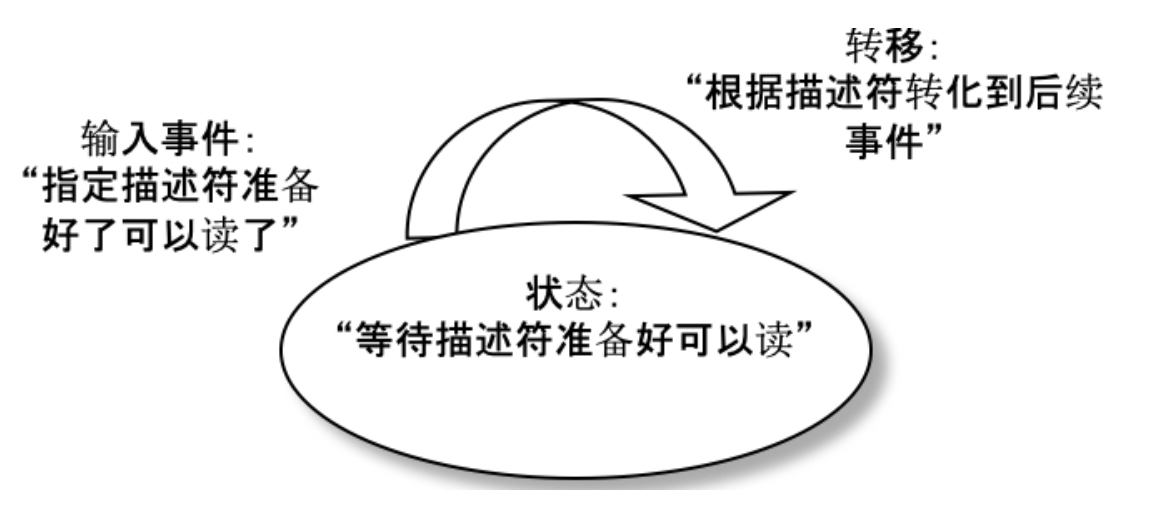 输入事件:
“指定描述符准备
好了可以读了”
转移:
“根据描述符转化到后续
事件”
状态:
“等待描述符准备好可以读”